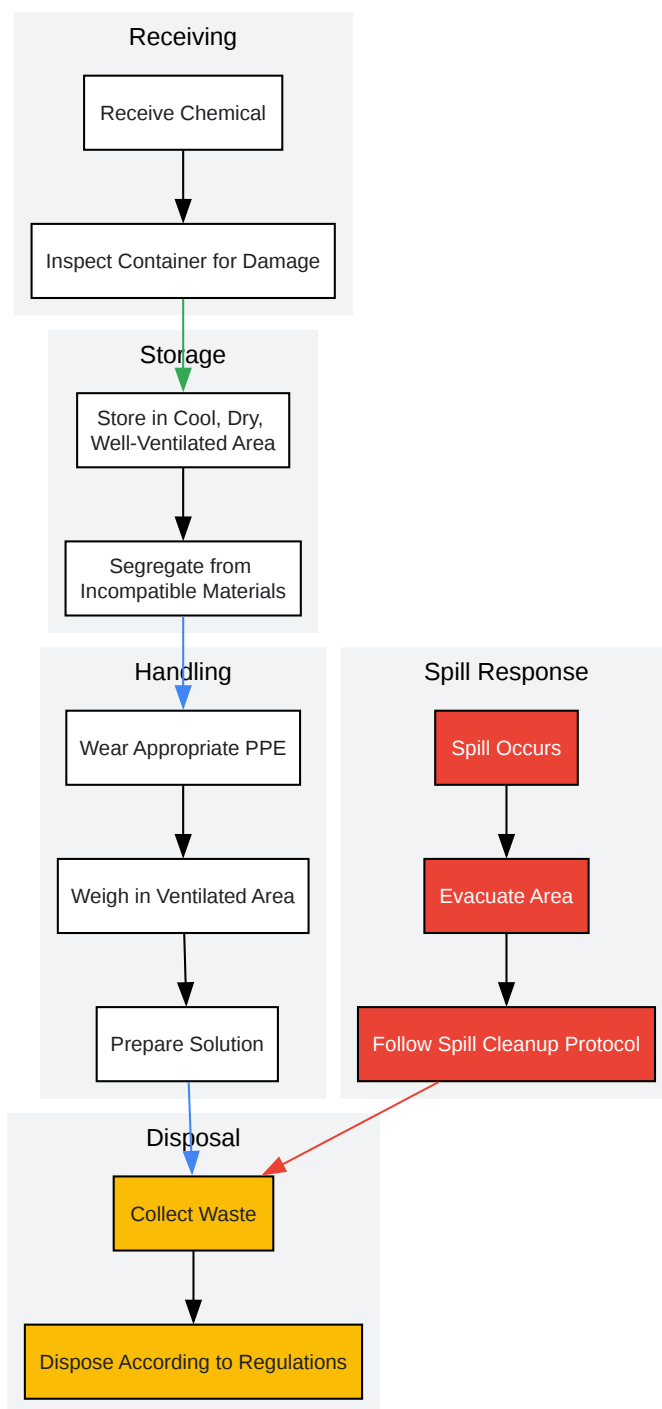 Receiving
Receive Chemical
Inspect Container for Damage
Storage
Store in Cool, Dry,
Well-Ventilated Area
Segregate from
Incompatible Materials
Handling
Wear Appropriate PPE
Weigh in Ventilated Area
Prepare Solution
Spill Response
Spill Occurs
Evacuate Area
Follow Spill Cleanup Protocol
Disposal
Collect Waste
Dispose According to Regulations